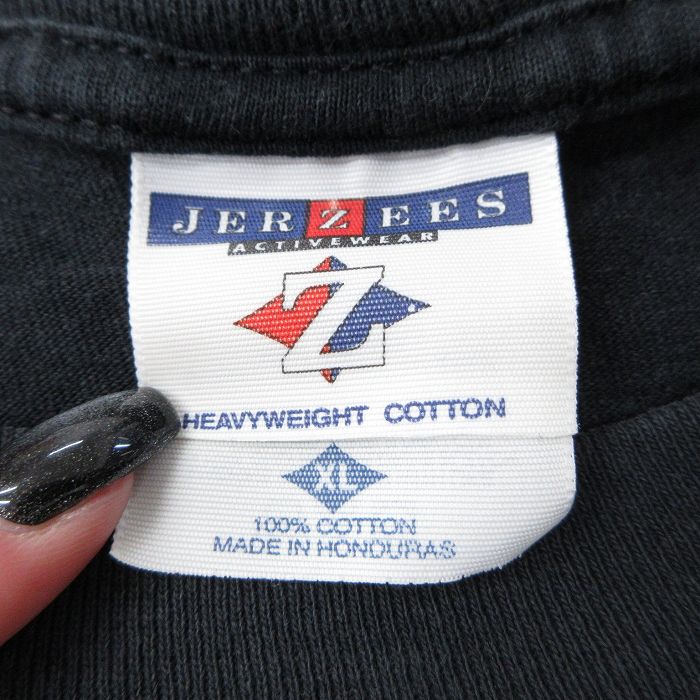 JERZEES
ACTIVEWEAR
Z
HEAVYWEIGHT COTTON
XL
100% COTTON
MADE IN HONDURAS